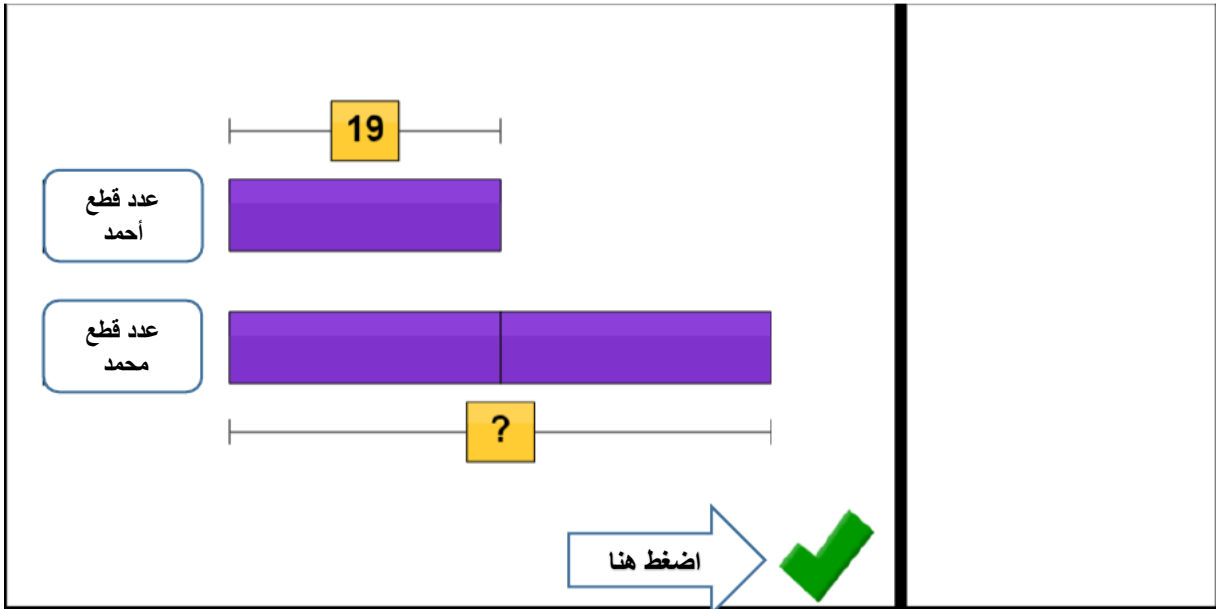 19
عدد قطع
أحمد
عدد قطع
محمد
?
اضغط هنا